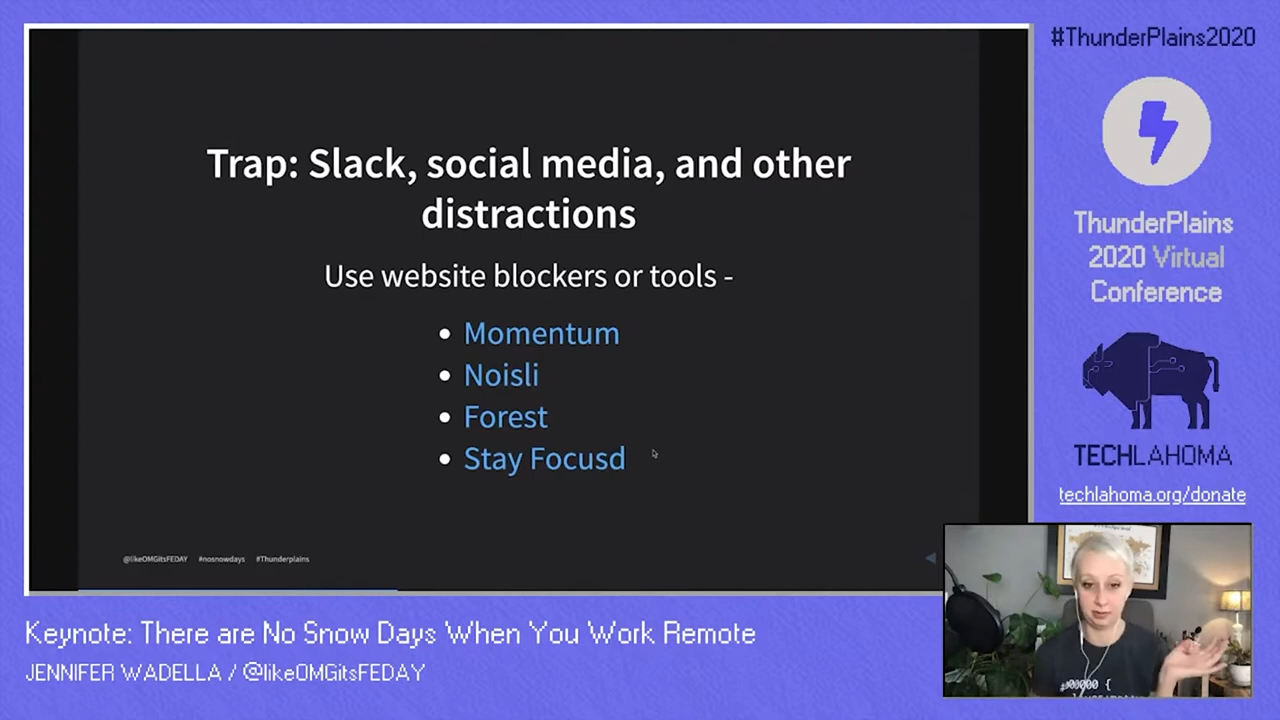 #ThunderPlains2020
Trap: Slack, social media, and other
distractions
Use website blockers or tools -
• Momentum
• Noisli
• Forest
• Stay Focusd
@likeOMGitsFEDAY #nosnowdays #Thunderplains
ThunderPlains
2020 Virtual
Conference
TECHLAHOMA
techlahoma.org/donate
#00000 {
Keynote: There are No Snow Days When You Work Remote
JENNIFER WADELLA / @likeOMGitsFEDAY